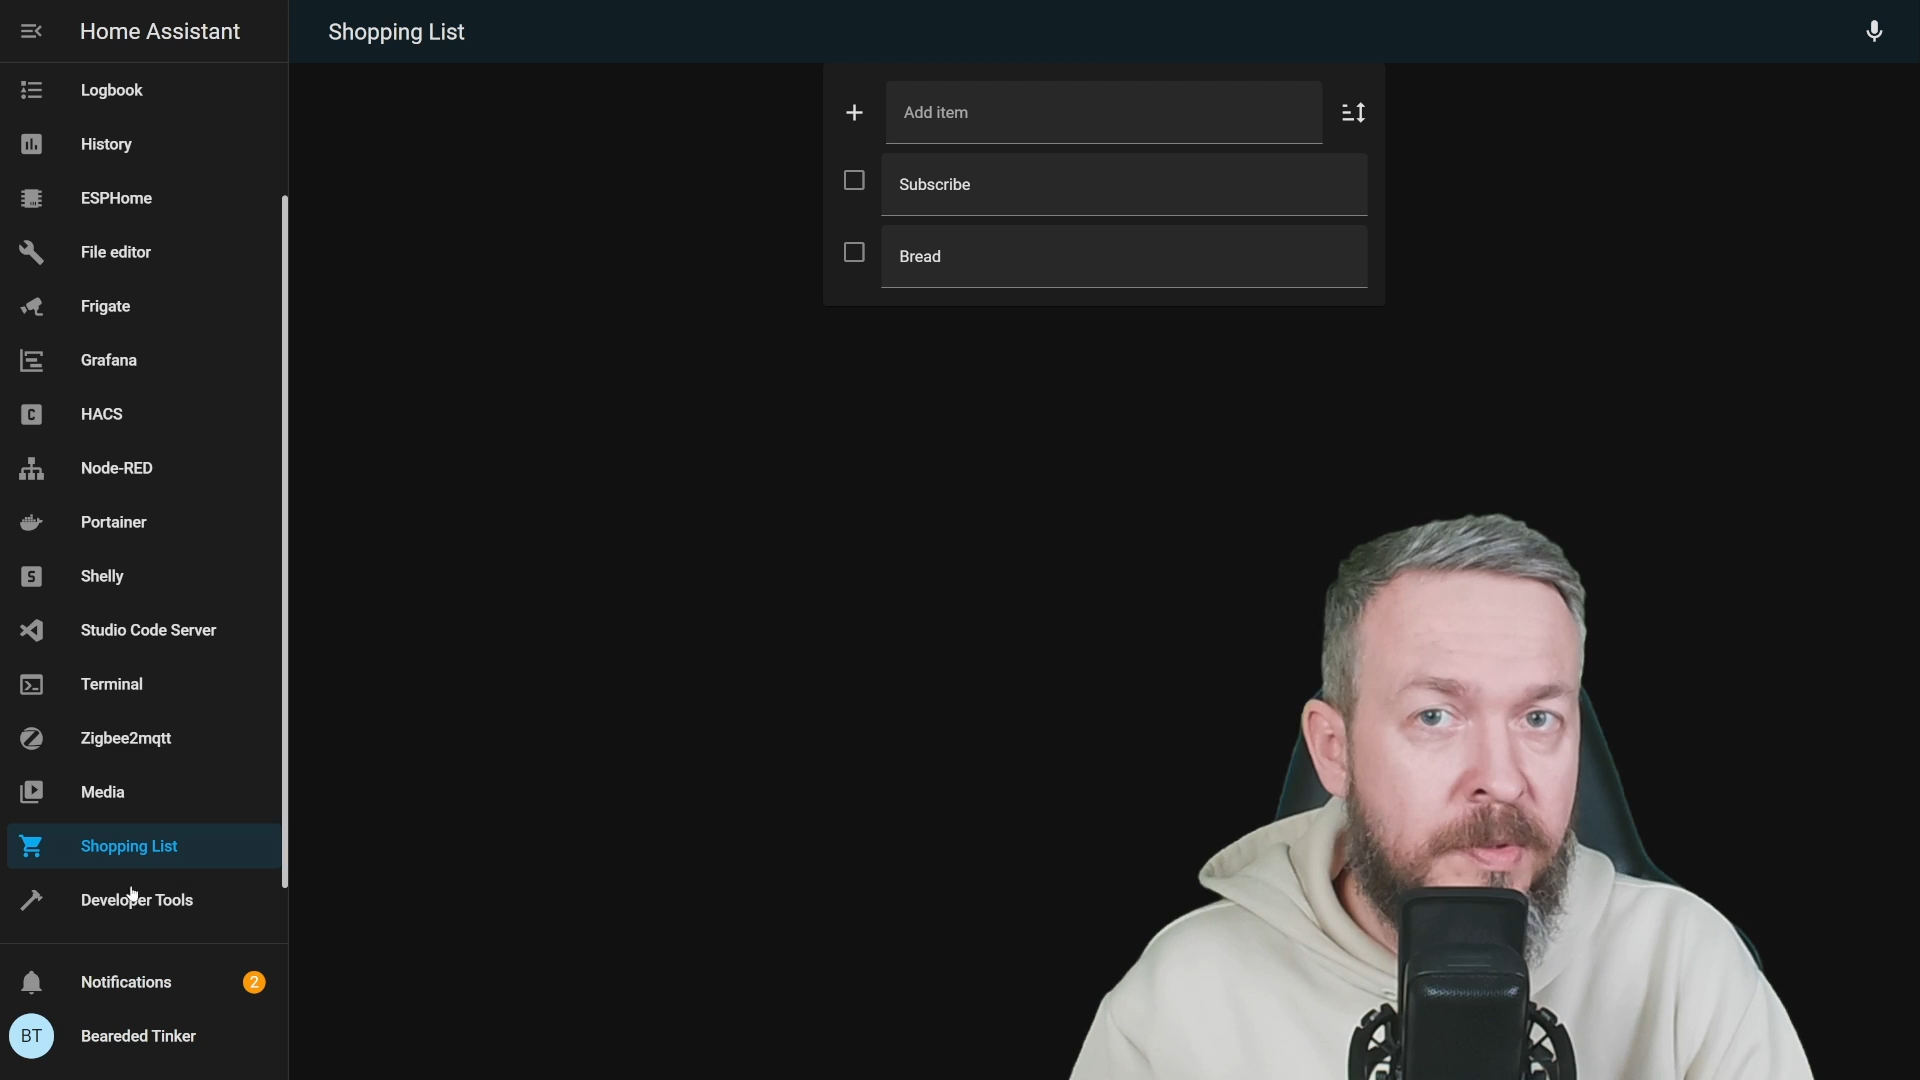 Home Assistant
Shopping List
Logbook
History
ESPHome
File editor
Frigate
Grafana
C
HACS
Node-RED
Portainer
S
Shelly
Studio Code Server
Terminal
Zigbee2mqtt
Media
Shopping List
Developer Tools
Notifications
2
BT
Beareded Tinker
Add item
Subscribe
Bread